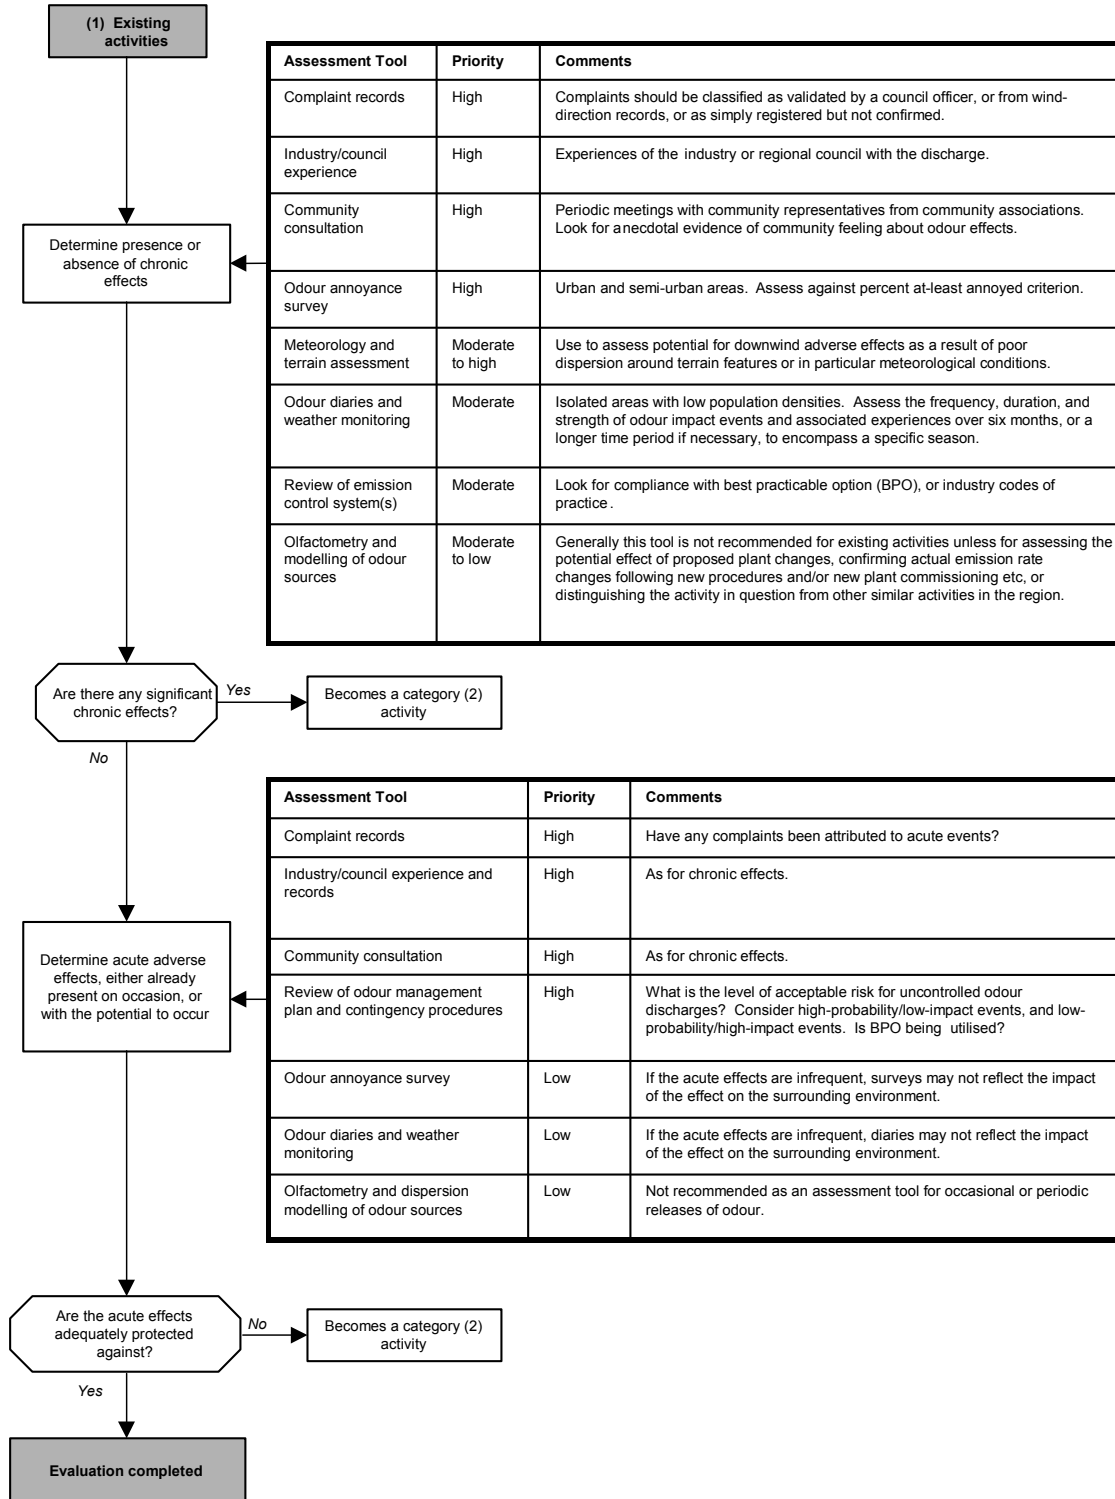 (1) Existing
activities
Assessment Tool Priority Comments
Complaint records High Complaints should be classified as validated by a council officer, or from wind-
direction records, or as simply registered but not confirmed.
Industry/council High Experiences of the industry or regional council with the discharge.
experience
Community High Periodic meetings with community representatives from community associations.
consultation Look for anecdotal evidence of community feeling about odour effects.
Determine presence or
absence of chronic
effects
Odour annoyance High Urban and semi-urban areas. Assess against percent at-least annoyed criterion.
survey
Meteorology and Moderate Use to assess potential for downwind adverse effects as a result of poor
terrain assessment to high dispersion around terrain features or in particular meteorological conditions.
Odour diaries and Moderate Isolated areas with low population densities. Assess the frequency, duration, and
weather monitoring strength of odour impact events and associated experiences over six months, or a
longer time period if necessary, to encompass a specific season.
Review of emission Moderate Look for compliance with best practicable option (BPO), or industry codes of
control system(s) practice.
Olfactometry and Moderate Generally this tool is not recommended for existing activities unless for assessing the
modelling of odour to low potential effect of proposed plant changes, confirming actual emission rate
sources changes following new procedures and/or new plant commissioning etc, or
distinguishing the activity in question from other similar activities in the region.
Are there any significant
chronic effects?
Yes
Becomes a category (2)
activity
No
Assessment Tool Priority Comments
Complaint records High Have any complaints been attributed to acute events?
Industry/council experience and High As for chronic effects.
records
Community consultation High As for chronic effects.
Determine acute adverse
effects, either already
present on occasion, or
with the potential to occur
Review of odour management High What is the level of acceptable risk for uncontrolled odour
plan and contingency procedures discharges? Consider high-probability/low-impact events, and low-
probability/high-impact events. Is BPO being utilised?
Odour annoyance survey Low If the acute effects are infrequent, surveys may not reflect the impact
of the effect on the surrounding environment.
Odour diaries and weather Low If the acute effects are infrequent, diaries may not reflect the impact
monitoring of the effect on the surrounding environment.
Olfactometry and dispersion Low Not recommended as an assessment tool for occasional or periodic
modelling of odour sources releases of odour.
Are the acute effects
adequately protected
against?
No
Becomes a category (2)
activity
Yes
Evaluation completed